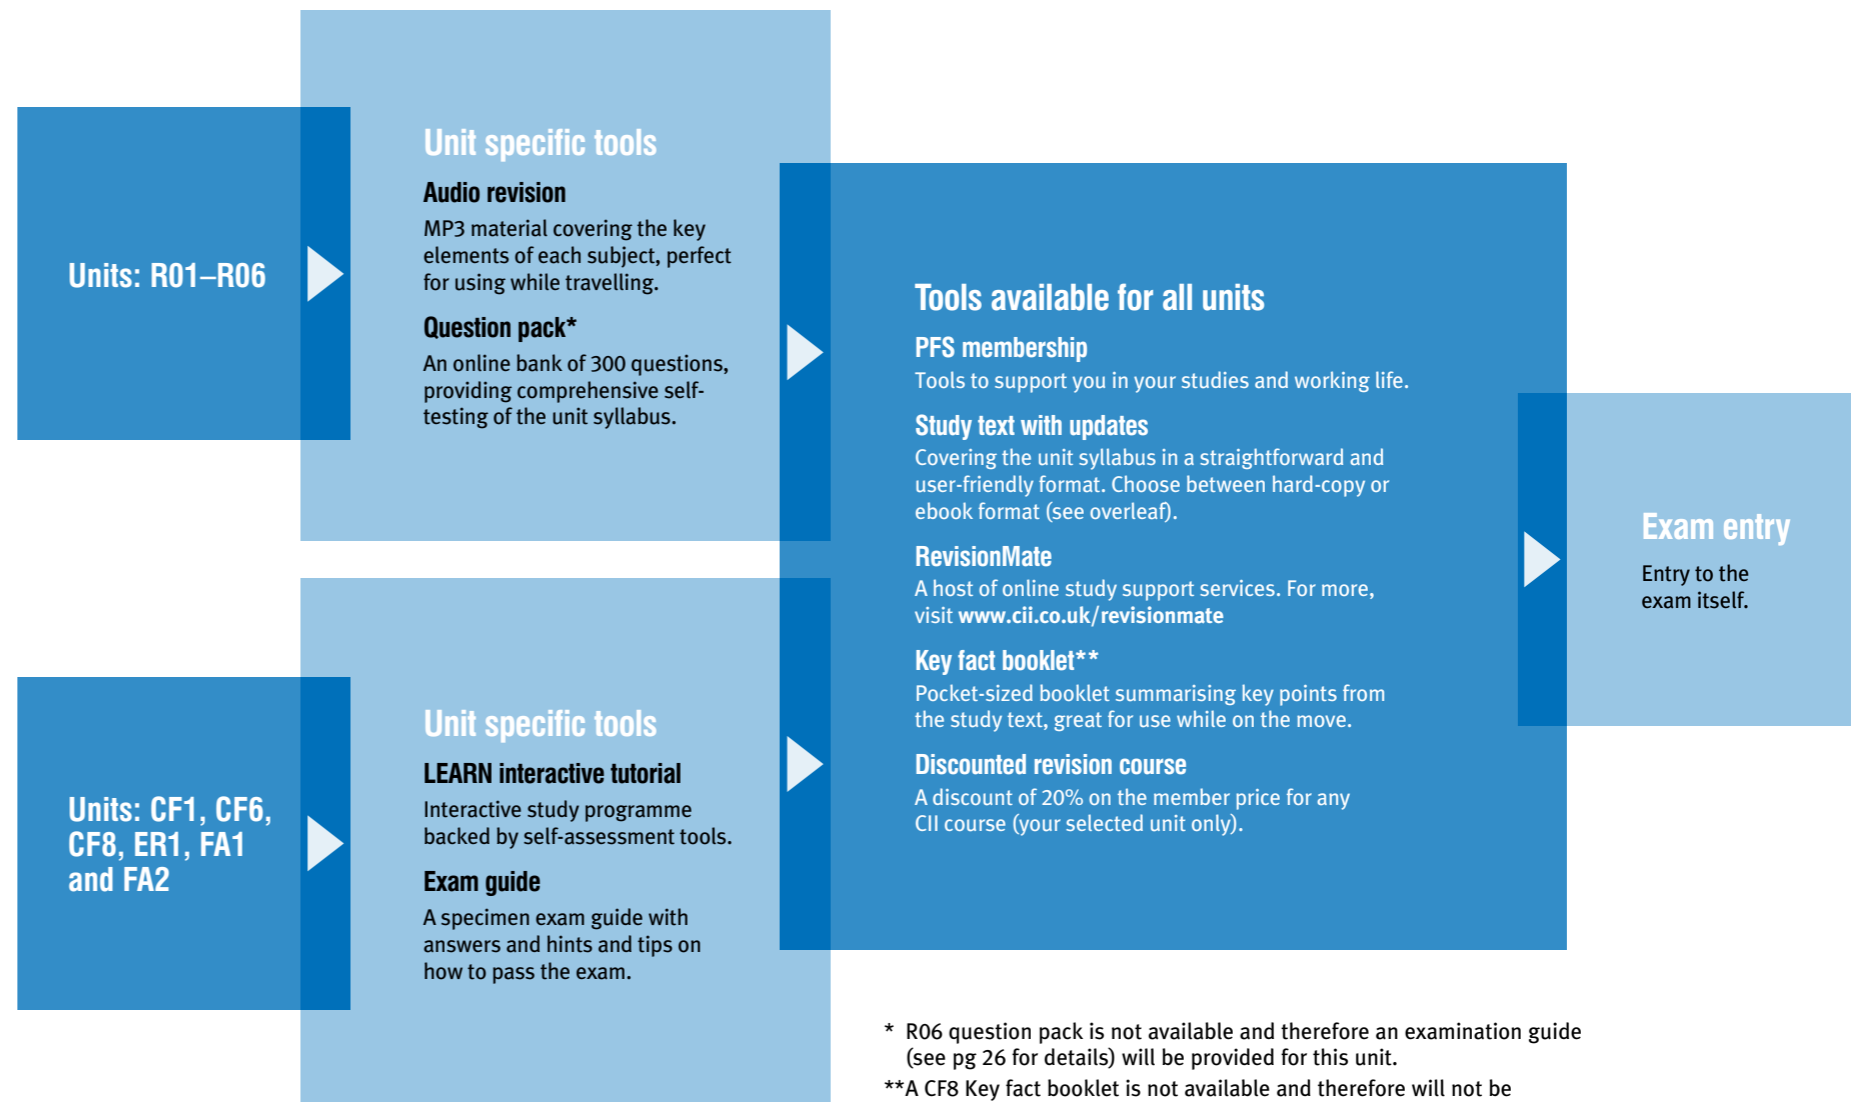 Units: R01–R06
Unit specific tools
Audio revision
MP3 material covering the key
elements of each subject, perfect
for using while travelling.
Question pack*
An online bank of 300 questions,
providing comprehensive self-
testing of the unit syllabus.
Units: CF1, CF6,
CF8, ER1, FA1
and FA2
Unit specific tools
LEARN interactive tutorial
Interactive study programme
backed by self-assessment tools.
Exam guide
A specimen exam guide with
answers and hints and tips on
how to pass the exam.
Tools available for all units
PFS membership
Tools to support you in your studies and working life.
Study text with updates
Covering the unit syllabus in a straightforward and
user-friendly format. Choose between hard-copy or
ebook format (see overleaf).
RevisionMate
A host of online study support services. For more,
visit www.cii.co.uk/revisionmate
Key fact booklet**
Pocket-sized booklet summarising key points from
the study text, great for use while on the move.
Discounted revision course
A discount of 20% on the member price for any
CII course (your selected unit only).
Exam entry
Entry to the
exam itself.
* R06 question pack is not available and therefore an examination guide
(see pg 26 for details) will be provided for this unit.
**A CF8 Key fact booklet is not available and therefore will not be